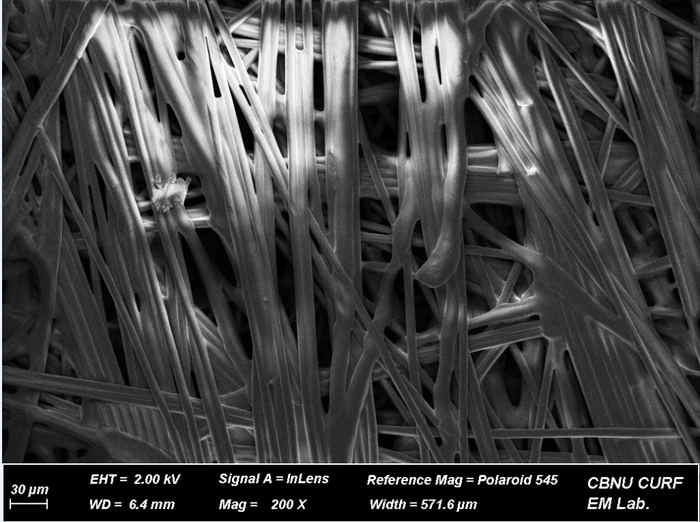 EHT = 2.00 kV Signal A = InLens Reference Mag = Polaroid 545 CBNU CURF
30 µm WD = 6.4 mm Mag = 200 X Width = 571.6 µm EM Lab.